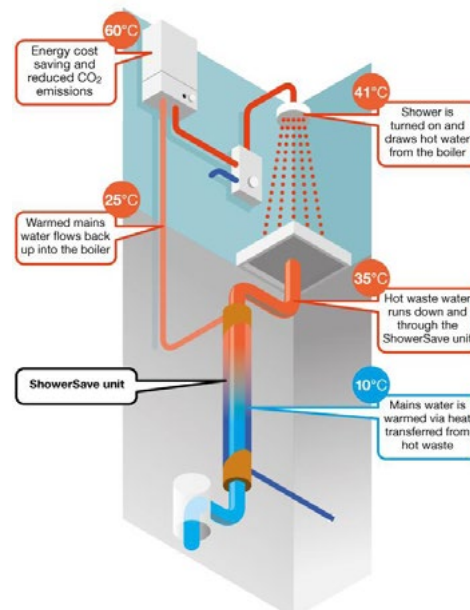 60°C
Energy cost
saving and
reduced CO₂
emissions
41°C
Shower is
turned on and
draws hot water
from the boiler
25°C
Warmed mains
water flows back
up into the boiler
35°C
Hot waste water
runs down and
through the
ShowerSave unit
ShowerSave unit
10°C
Mains water is
warmed via heat
transferred from
hot waste